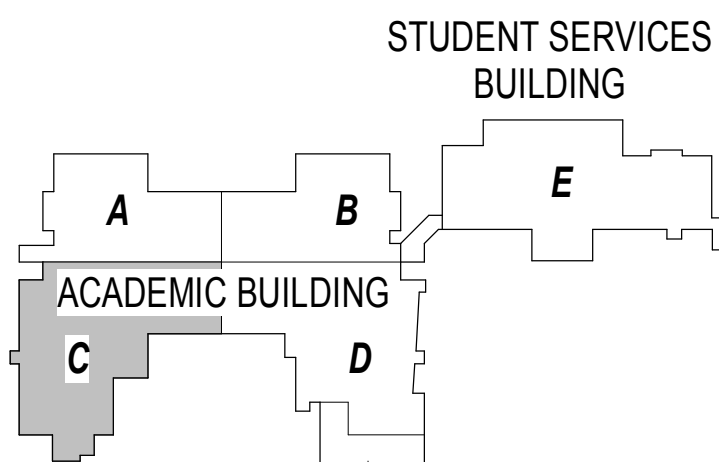 STUDENT SERVICES
BUILDING
A
B
E
ACADEMIC BUILDING
C
D